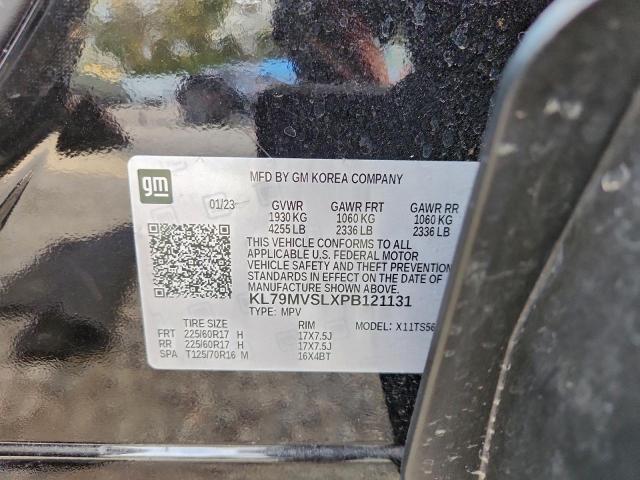 gm
MFD BY GM KOREA COMPANY
01/23 GVWR GAWR FRT GAWR RR
1930 KG 1060 KG 1060 KG
4255 LB 2336 LB 2336 LB
THIS VEHICLE CONFORMS TO ALL
APPLICABLE U.S. FEDERAL MOTOR
VEHICLE SAFETY AND THEFT PREVENTION
STANDARDS IN EFFECT ON THE DATE OF
MANUFACTURE SHOWN ABOVE.
KL79MVSLXPB121131
TYPE: MPV MODEL: X11TS56
TIRE SIZE RIM
FRT 225/60R17 H 17X7.5J
RR 225/60R17 H 17X7.5J
SPA T125/70R16 M 16X4BT